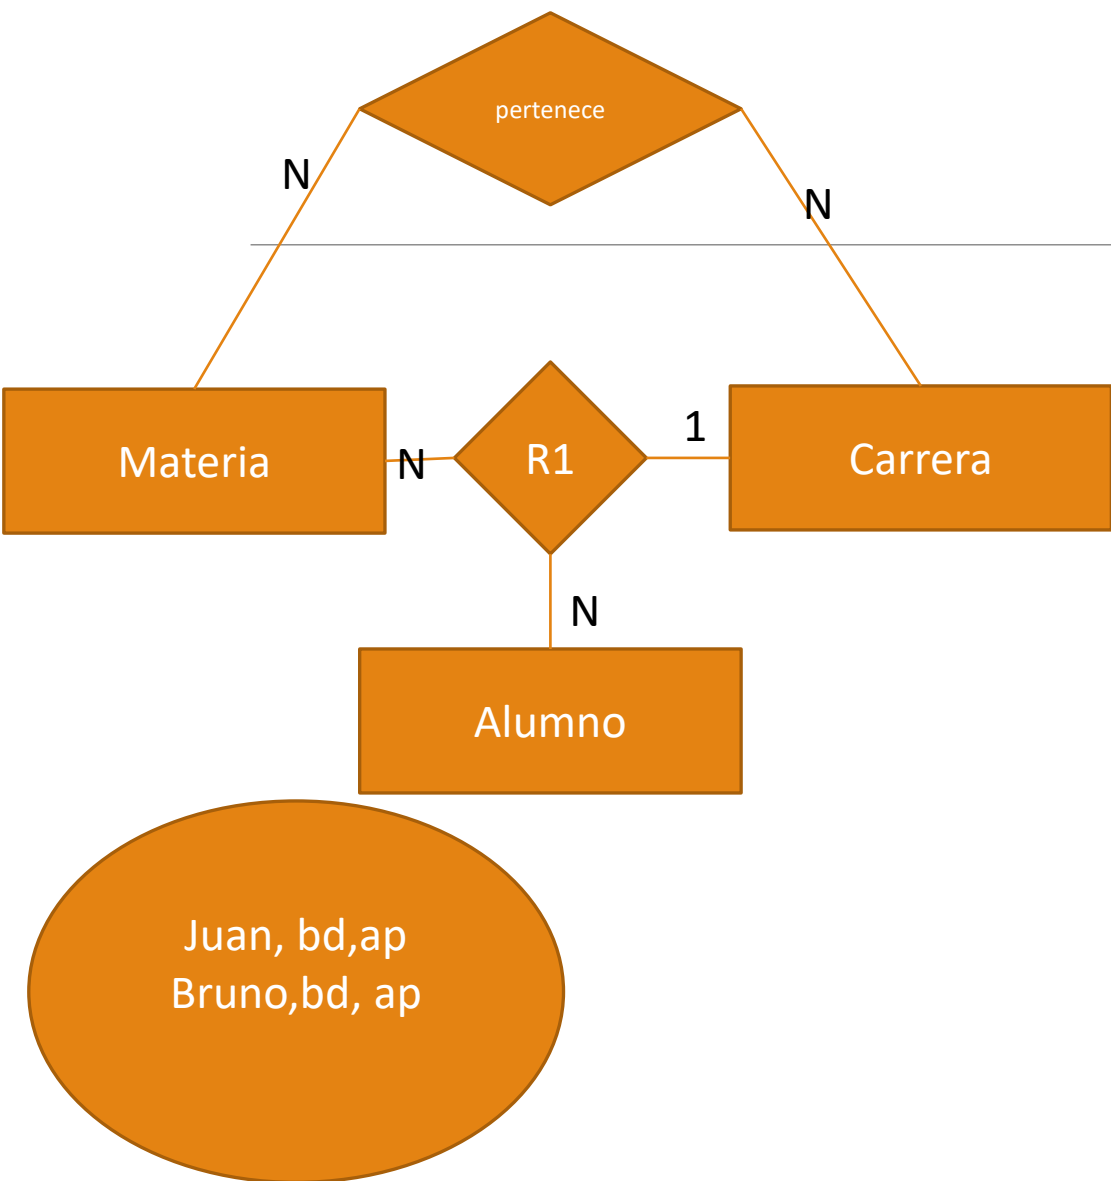 pertenece
N
N
Materia
N
R1
1
Carrera
N
Alumno
Juan, bd,ap
Bruno,bd, ap